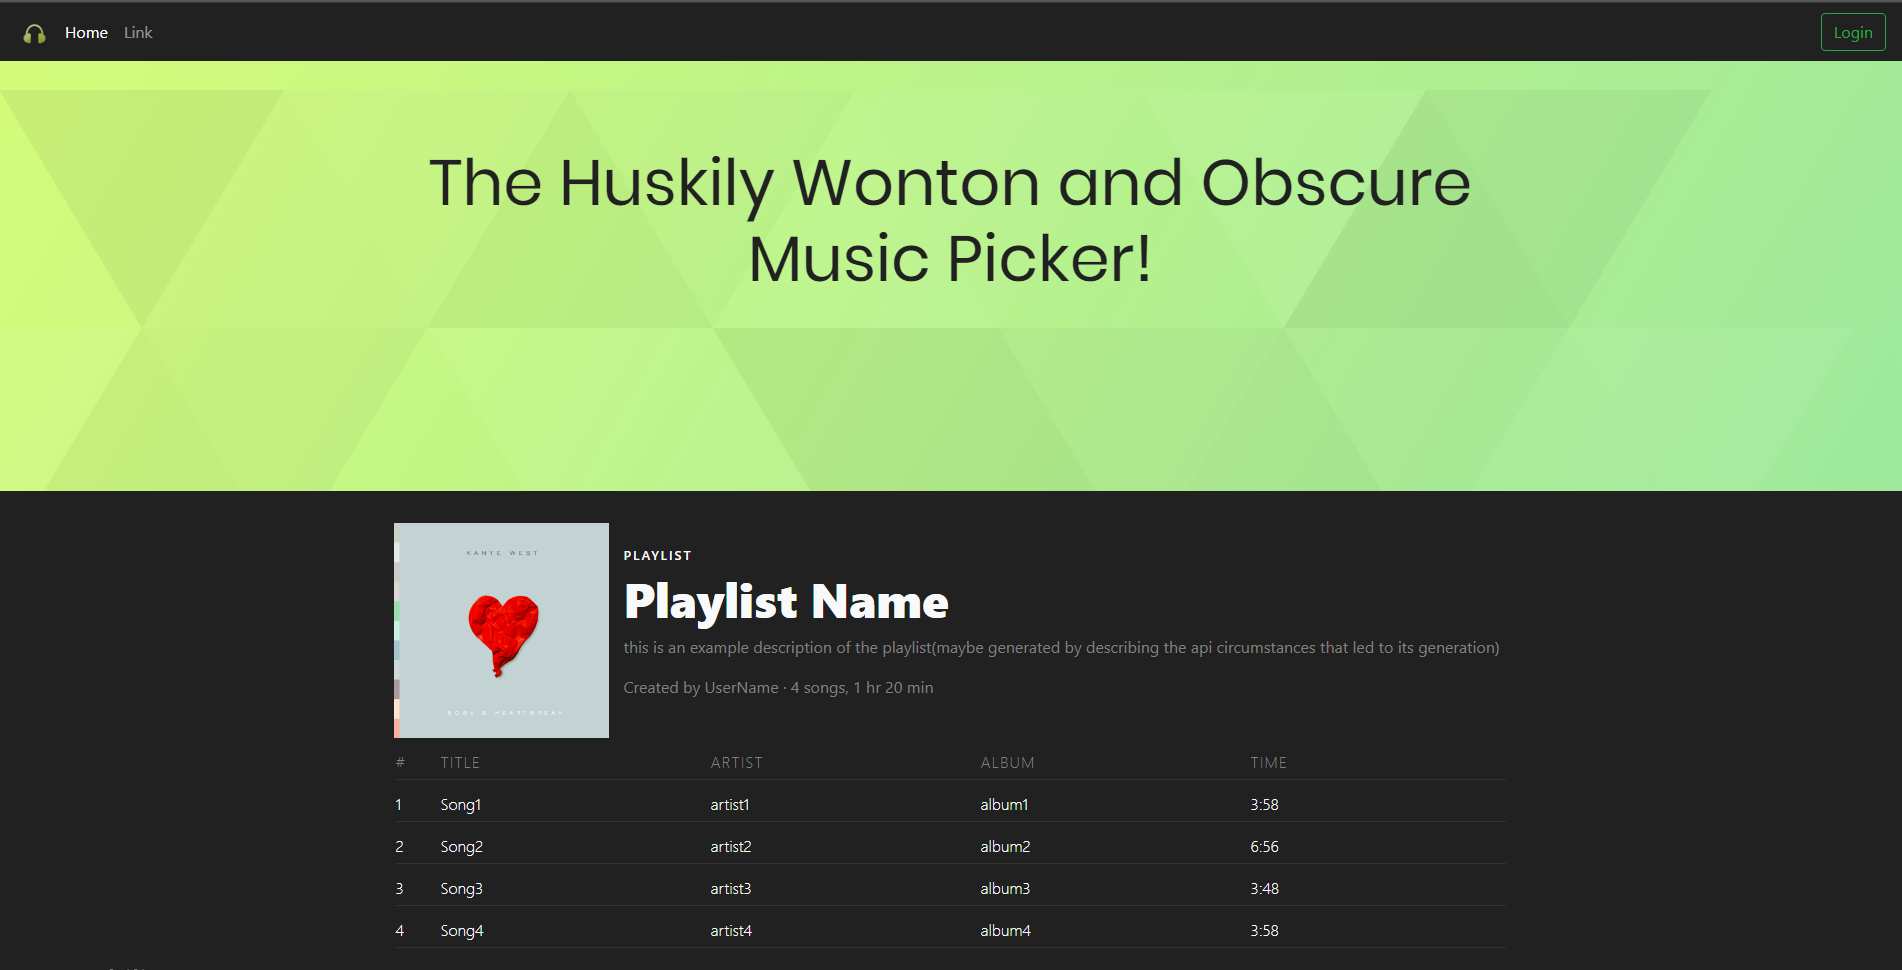 Home Link Login
The Huskily Wonton and Obscure
Music Picker!
KANYE WEST
PLAYLIST
Playlist Name
this is an example description of the playlist(maybe generated by describing the api circumstances that led to its generation)
Created by UserName · 4 songs, 1 hr 20 min
808s & HEARTBREAK
# TITLE ARTIST ALBUM TIME
1 Song1 artist1 album1 3:58
2 Song2 artist2 album2 6:56
3 Song3 artist3 album3 3:48
4 Song4 artist4 album4 3:58